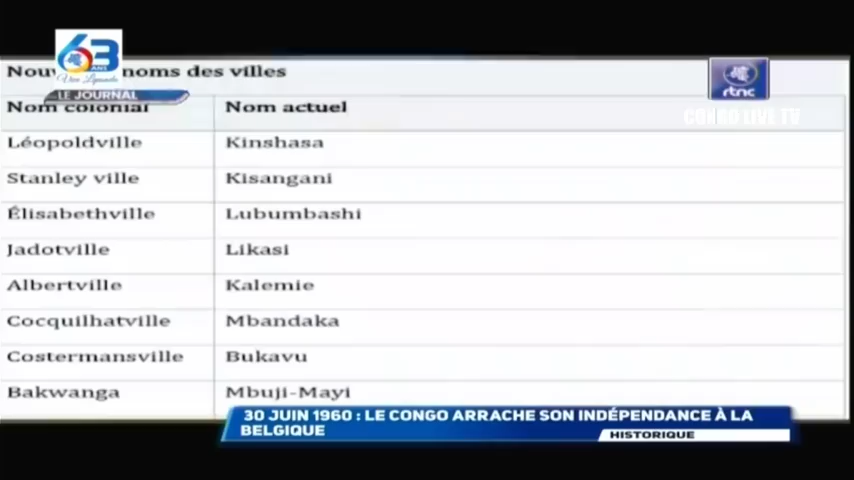 63
ANS
LE JOURNAL
noms des villes
rtnc
CONGO LIVE TV
Nom colonial Nom actuel
Léopoldville Kinshasa
Stanley ville Kisangani
Élisabethville Lubumbashi
Jadotville Likasi
Albertville Kalemie
Cocquilhatville Mbandaka
Costermansville Bukavu
Bakwanga Mbuji-Mayi
30 JUIN 1960 : LE CONGO ARRACHE SON INDÉPENDANCE À LA
BELGIQUE
HISTORIQUE